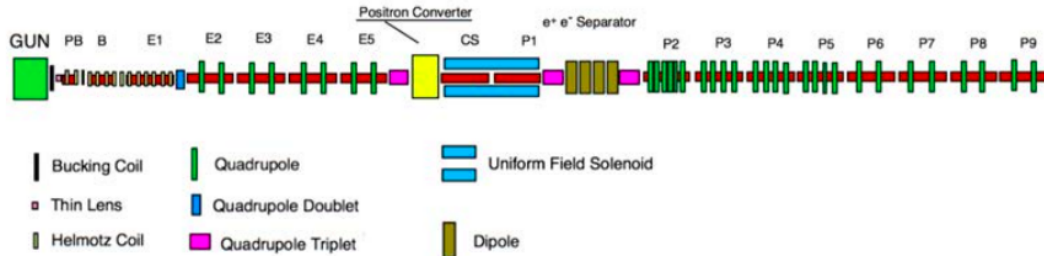 Positron Converter
e+ e- Separator
GUN PB B E1 E2 E3 E4 E5 CS P1 P2 P3 P4 P5 P6 P7 P8 P9
Bucking Coil
Quadrupole
Uniform Field Solenoid
Thin Lens
Quadrupole Doublet
Helmotz Coil
Quadrupole Triplet
Dipole